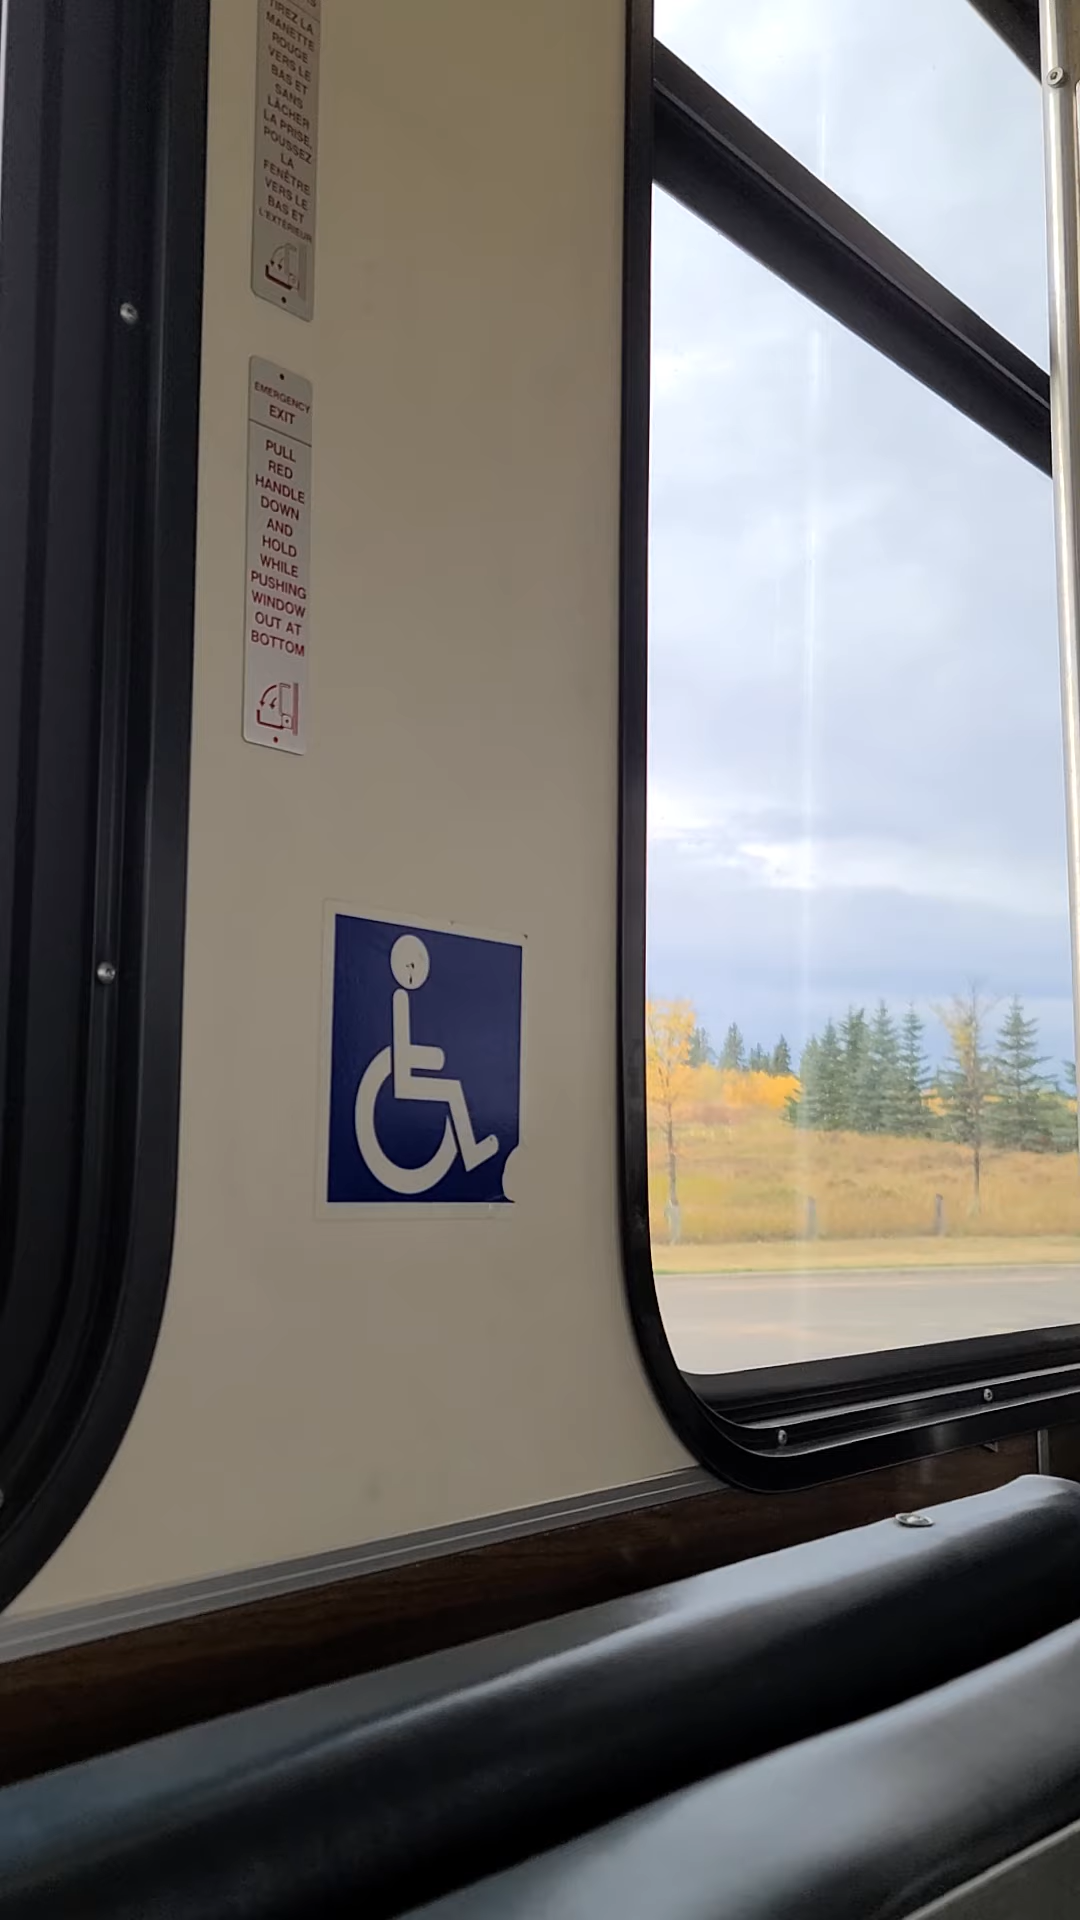 TIREZ LA
MANETTE
ROUGE
VERS LE
BAS ET
SANS
LÂCHER
LA PRISE,
POUSSEZ
LA
FENÊTRE
VERS LE
BAS ET
L'EXTÉRIEUR
EMERGENCY
EXIT
PULL
RED
HANDLE
DOWN
AND
HOLD
WHILE
PUSHING
WINDOW
OUT AT
BOTTOM